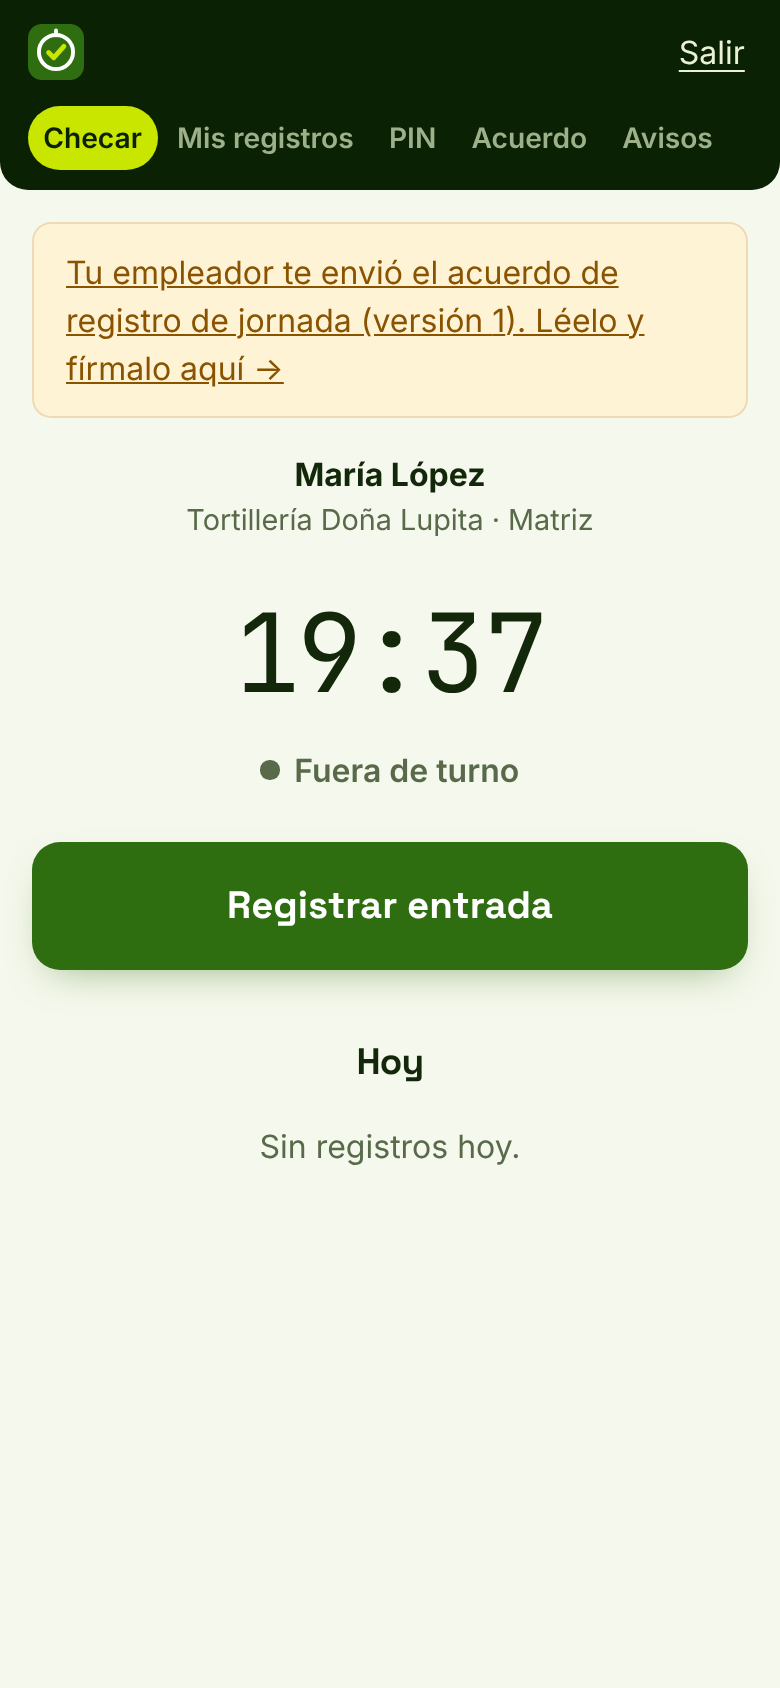 Salir
Checar Mis registros PIN Acuerdo Avisos
Tu empleador te envió el acuerdo de
registro de jornada (versión 1). Léelo y
fírmalo aquí →
María López
Tortillería Doña Lupita · Matriz
19:37
Fuera de turno
Registrar entrada
Hoy
Sin registros hoy.